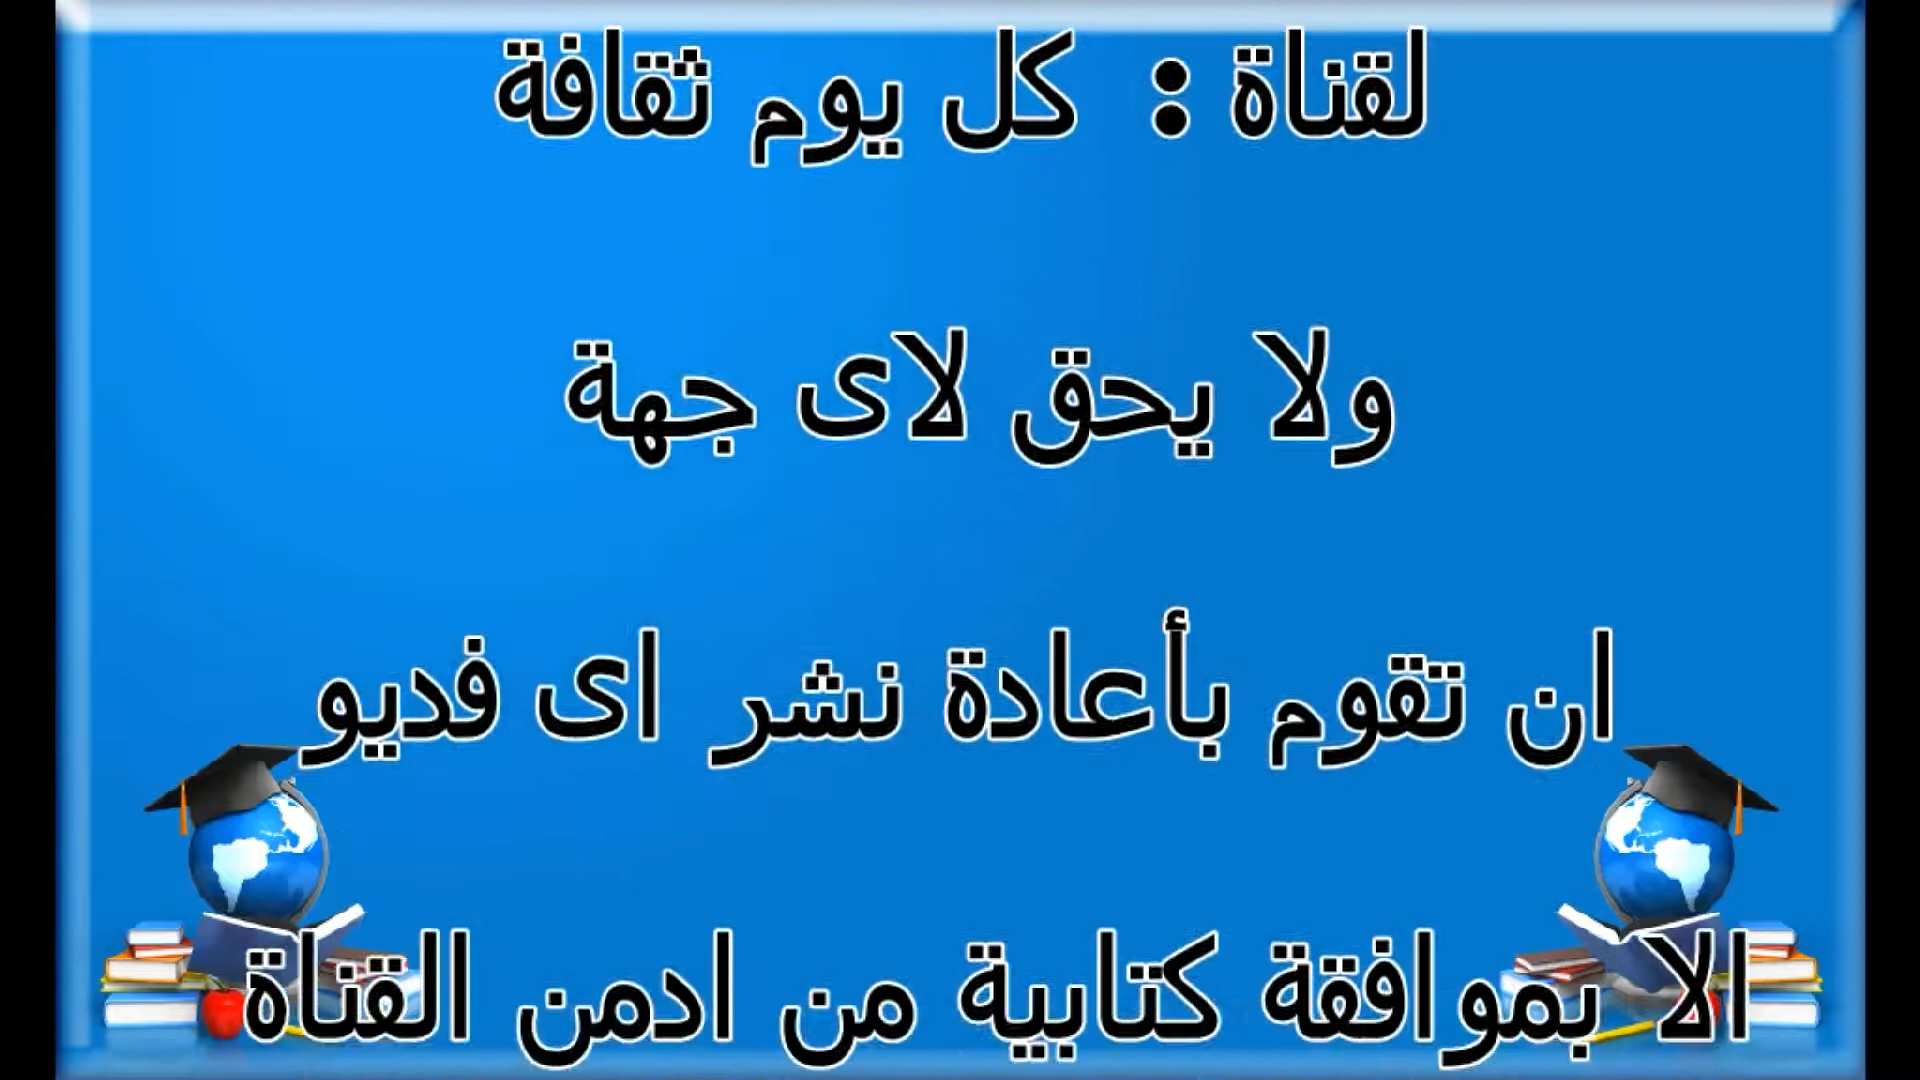 لقناة : كل يوم ثقافة
ولا يحق لاى جهة
ان تقوم بأعادة نشر اى فديو
الا بموافقة كتابية من ادمن القناة